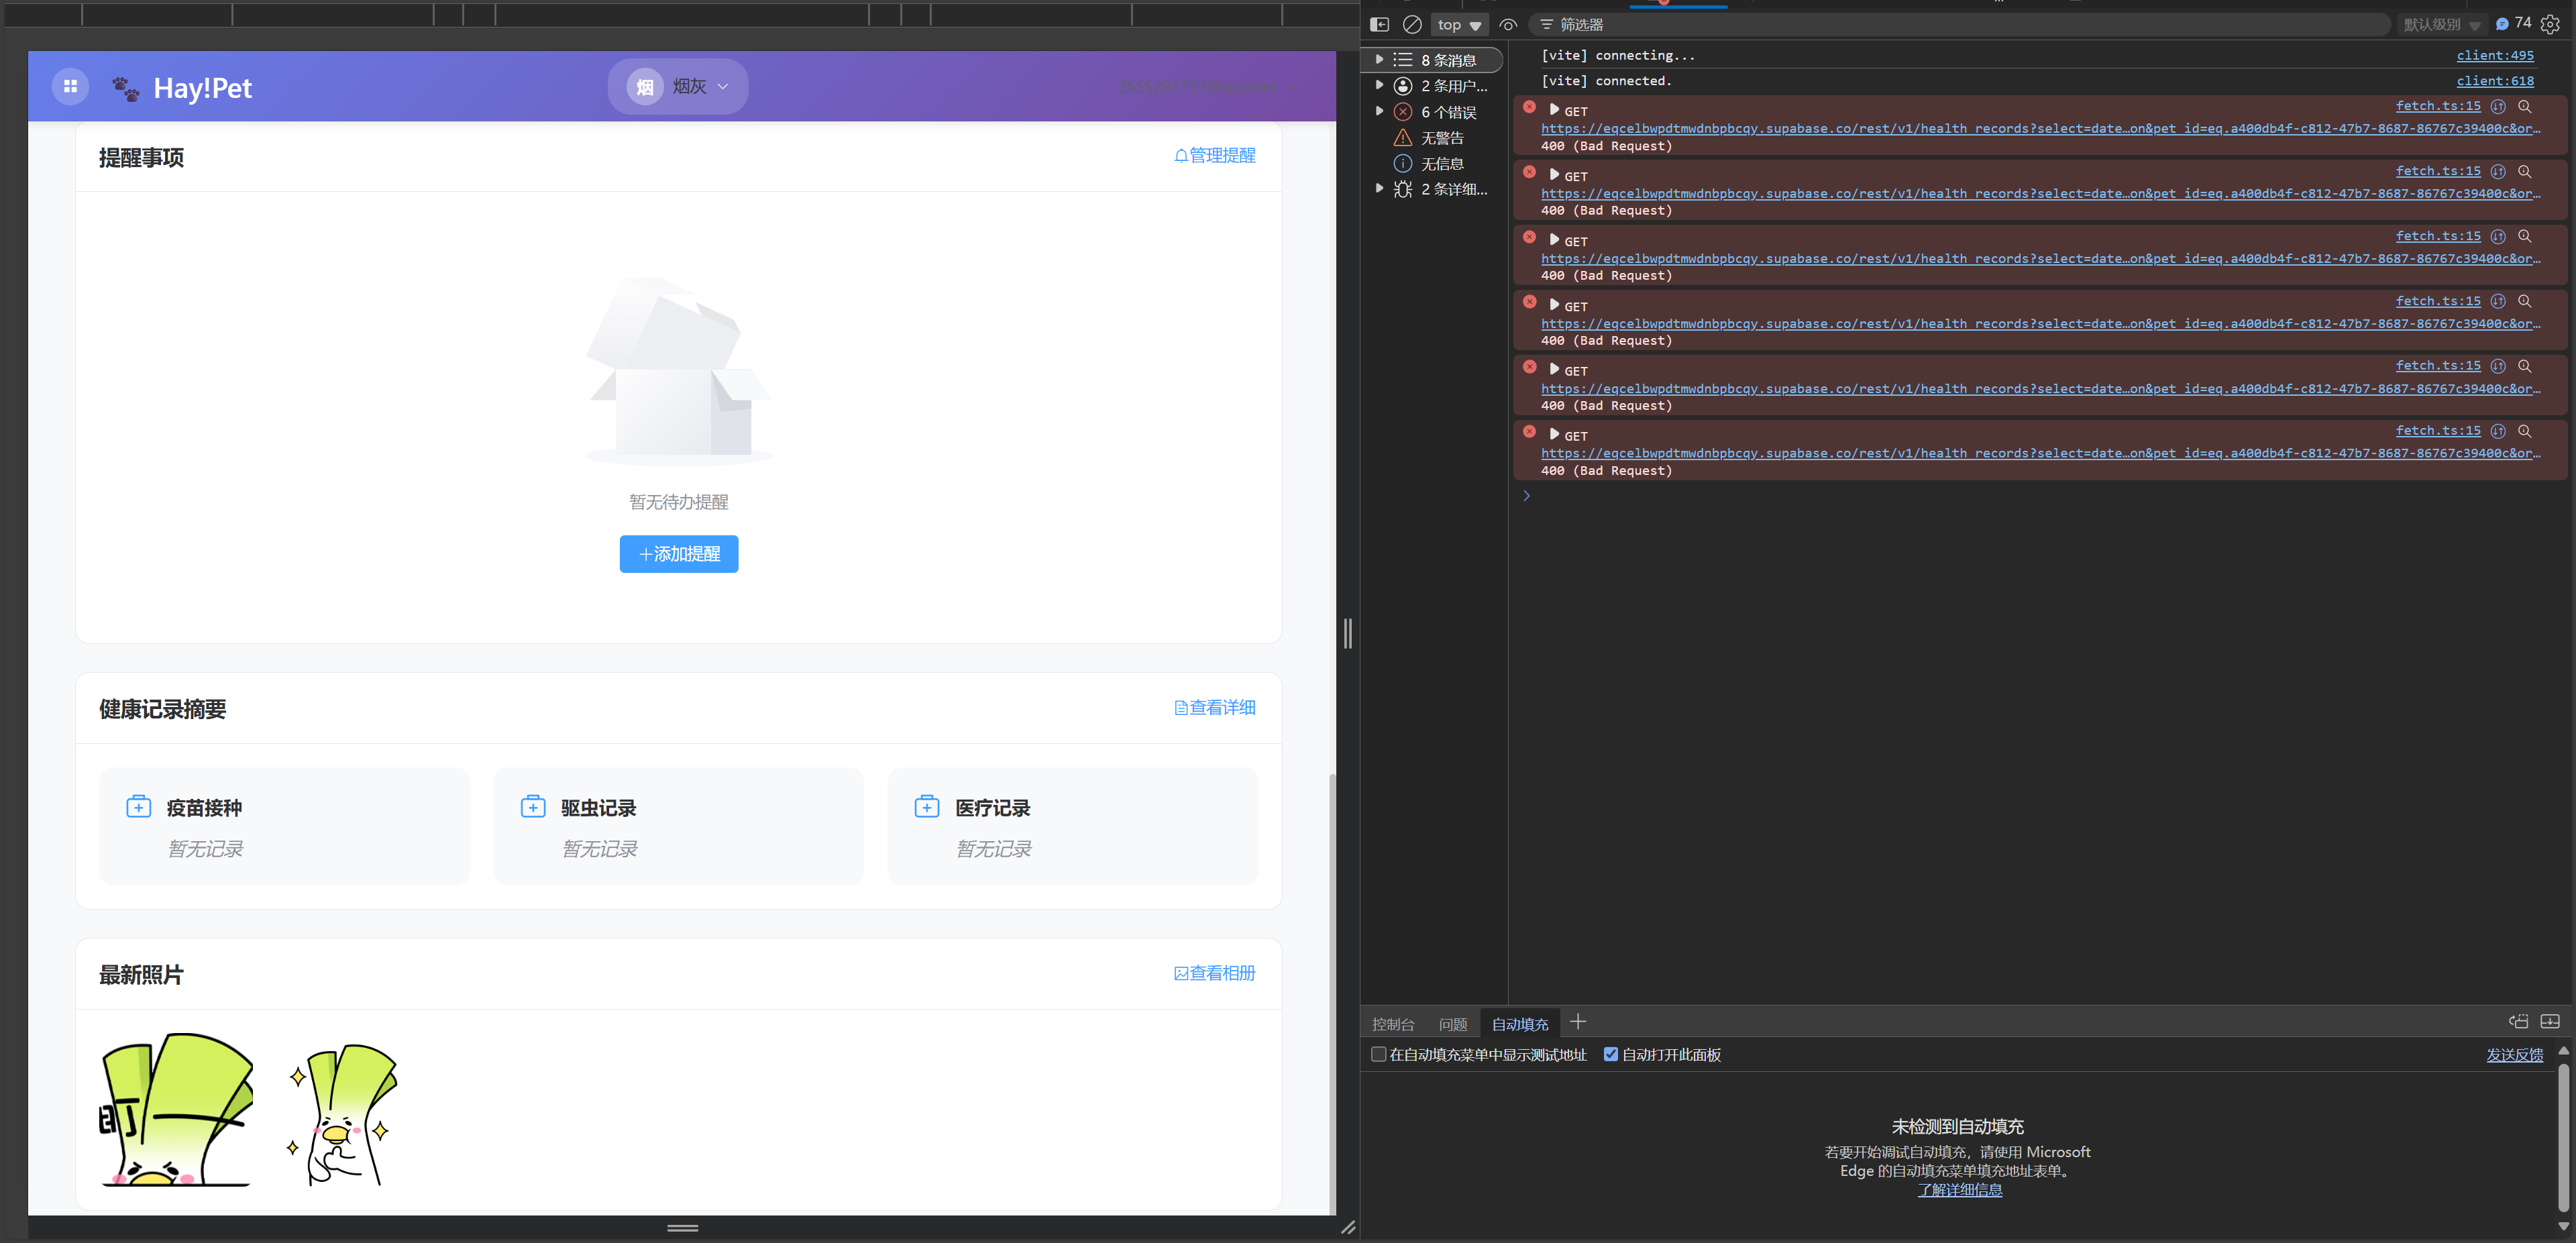 Hay!Pet
烟
烟灰
提醒事项
管理提醒
暂无待办提醒
添加提醒
健康记录摘要
查看详细
疫苗接种
暂无记录
驱虫记录
暂无记录
医疗记录
暂无记录
最新照片
查看相册
盯
top
筛选器
默认级别
74
8 条消息
2 条用户...
6 个错误
无警告
无信息
2 条详细...
[vite] connecting...
client:495
[vite] connected.
client:618
GET
fetch.ts:15
https://eqcelbwpdtmwdnbpbcqy.supabase.co/rest/v1/health_records?select=date…on&pet_id=eq.a400db4f-c812-47b7-8687-86767c39400c&or…
400 (Bad Request)
GET
fetch.ts:15
https://eqcelbwpdtmwdnbpbcqy.supabase.co/rest/v1/health_records?select=date…on&pet_id=eq.a400db4f-c812-47b7-8687-86767c39400c&or…
400 (Bad Request)
GET
fetch.ts:15
https://eqcelbwpdtmwdnbpbcqy.supabase.co/rest/v1/health_records?select=date…on&pet_id=eq.a400db4f-c812-47b7-8687-86767c39400c&or…
400 (Bad Request)
GET
fetch.ts:15
https://eqcelbwpdtmwdnbpbcqy.supabase.co/rest/v1/health_records?select=date…on&pet_id=eq.a400db4f-c812-47b7-8687-86767c39400c&or…
400 (Bad Request)
GET
fetch.ts:15
https://eqcelbwpdtmwdnbpbcqy.supabase.co/rest/v1/health_records?select=date…on&pet_id=eq.a400db4f-c812-47b7-8687-86767c39400c&or…
400 (Bad Request)
GET
fetch.ts:15
https://eqcelbwpdtmwdnbpbcqy.supabase.co/rest/v1/health_records?select=date…on&pet_id=eq.a400db4f-c812-47b7-8687-86767c39400c&or…
400 (Bad Request)
控制台
问题
自动填充
在自动填充菜单中显示测试地址
自动打开此面板
发送反馈
未检测到自动填充
若要开始调试自动填充，请使用 Microsoft
Edge 的自动填充菜单填充地址表单。
了解详细信息